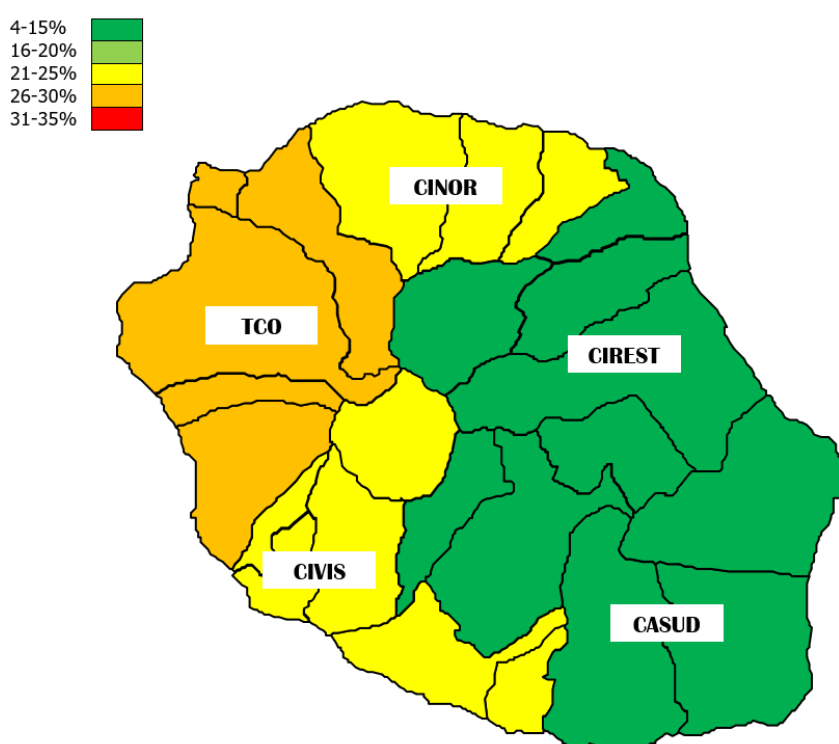 4-15%
16-20%
21-25%
26-30%
31-35%
CINOR
TCO
CIREST
CIVIS
CASUD